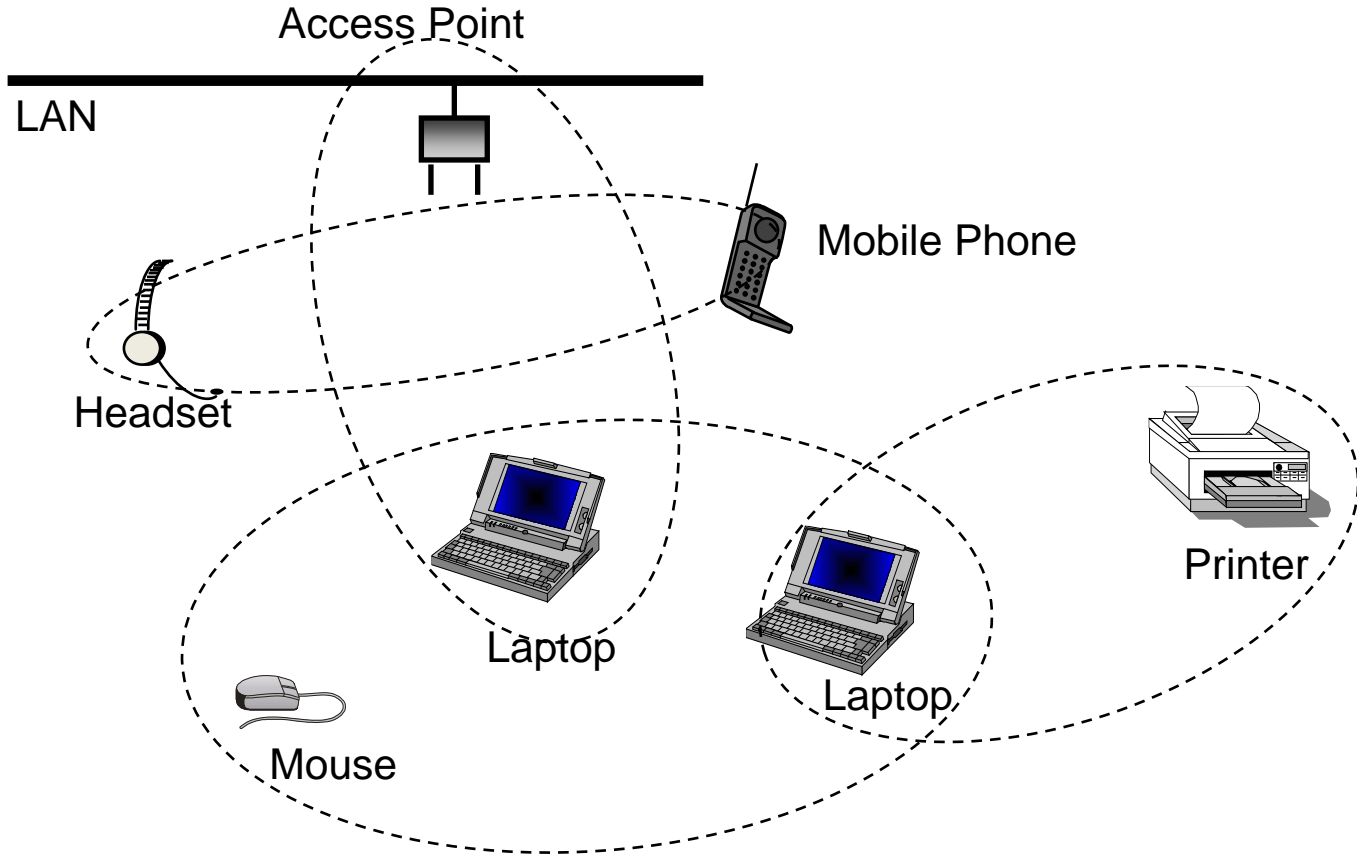 Access Point
LAN
Mobile Phone
Headset
Printer
Laptop
Laptop
Mouse